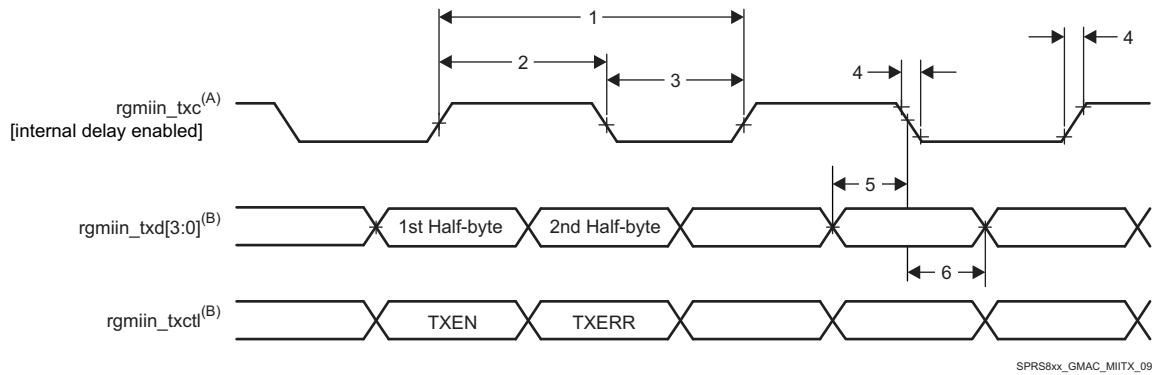 1
2
3
4
4
rgmiin_txc(A)
[internal delay enabled]
5
rgmiin_txd[3:0](B)
1st Half-byte
2nd Half-byte
6
rgmiin_txctl(B)
TXEN
TXERR
SPRS8xx_GMAC_MIITX_09